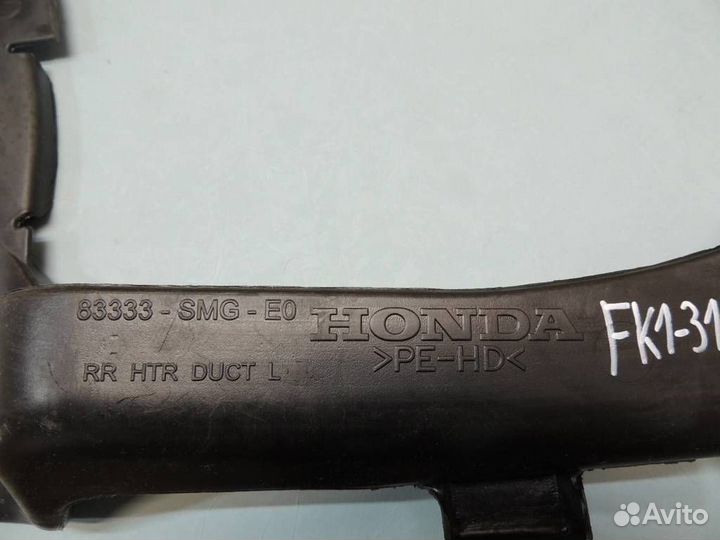 83333 - SMG - E0
HONDA
>PE-HD<
RR HTR DUCT L
FK1-31
Avito